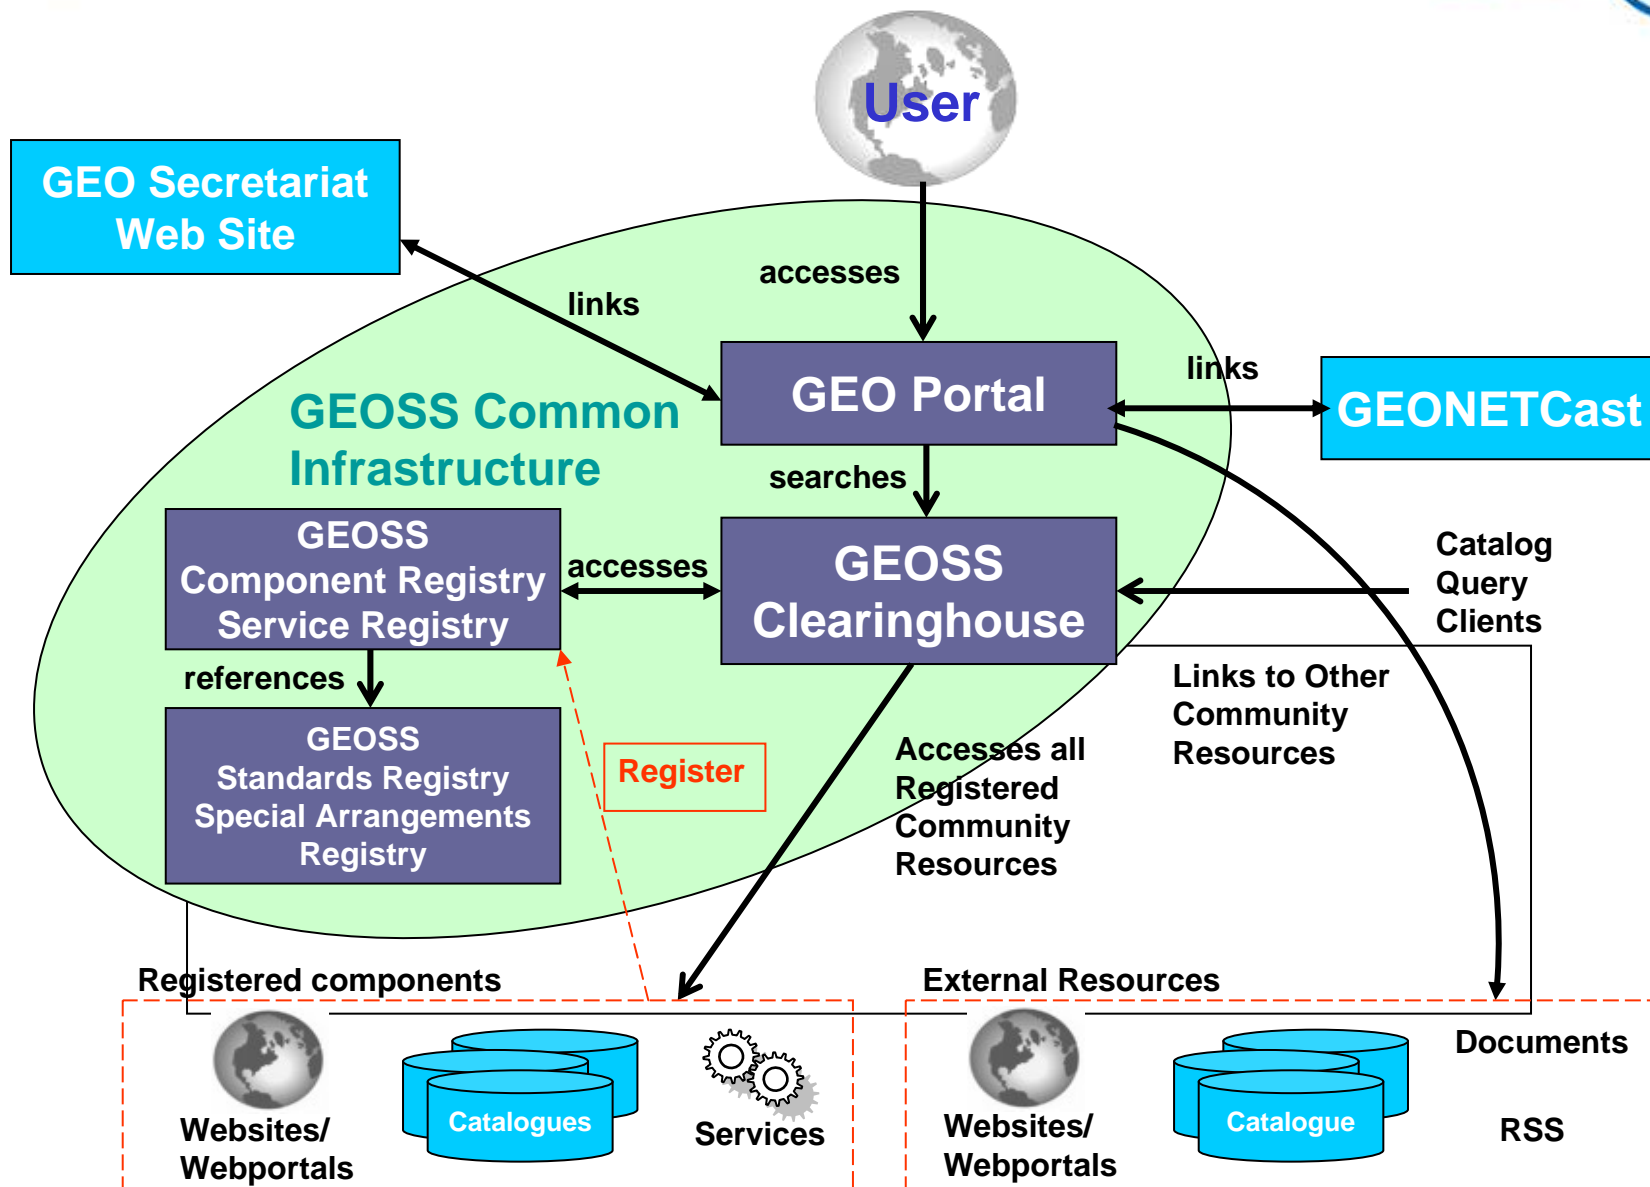 User
GEO Secretariat
Web Site
accesses
links
GEO Portal
links
GEONETCast
GEOSS Common
Infrastructure
searches
GEOSS
Component Registry
Service Registry
accesses
GEOSS
Clearinghouse
Catalog
Query
Clients
references
Links to Other
Community
Resources
GEOSS
Standards Registry
Special Arrangements
Registry
Register
Accesses all
Registered
Community
Resources
Registered components
External Resources
Websites/
Webportals
Catalogues
Services
Websites/
Webportals
Catalogue
Documents
RSS